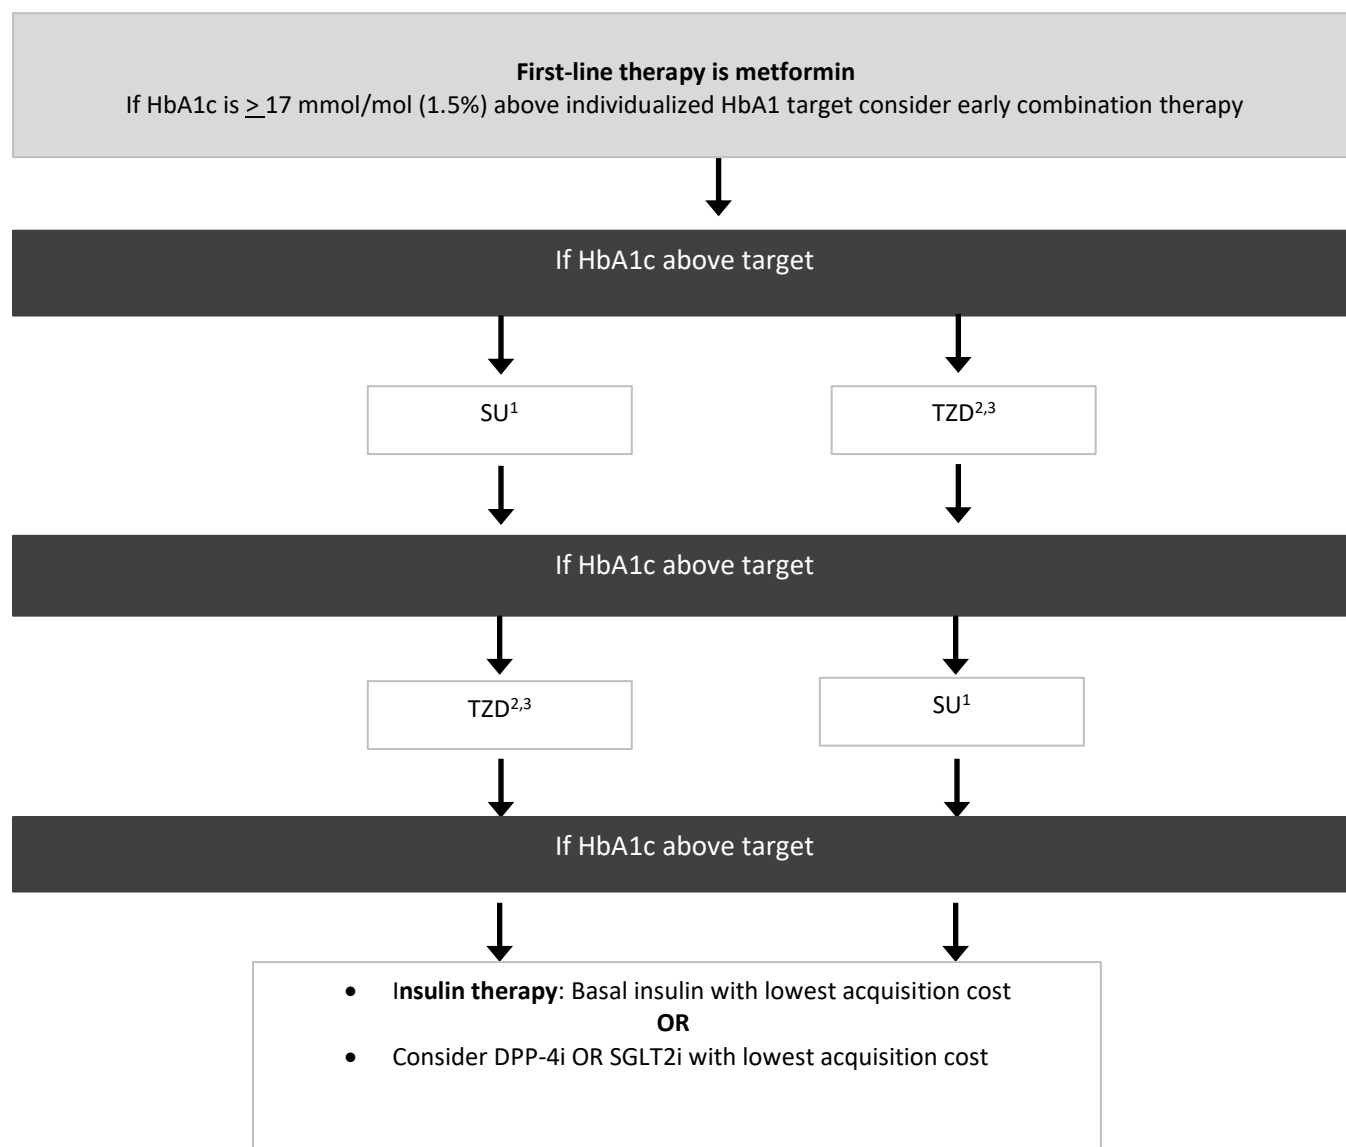 First-line therapy is metformin
If HbA1c is ≥ 17 mmol/mol (1.5%) above individualized HbA1 target consider early combination therapy
If HbA1c above target
SU¹
TZD²,³
If HbA1c above target
TZD²,³
SU¹
If HbA1c above target
• Insulin therapy: Basal insulin with lowest acquisition cost
OR
• Consider DPP-4i OR SGLT2i with lowest acquisition cost